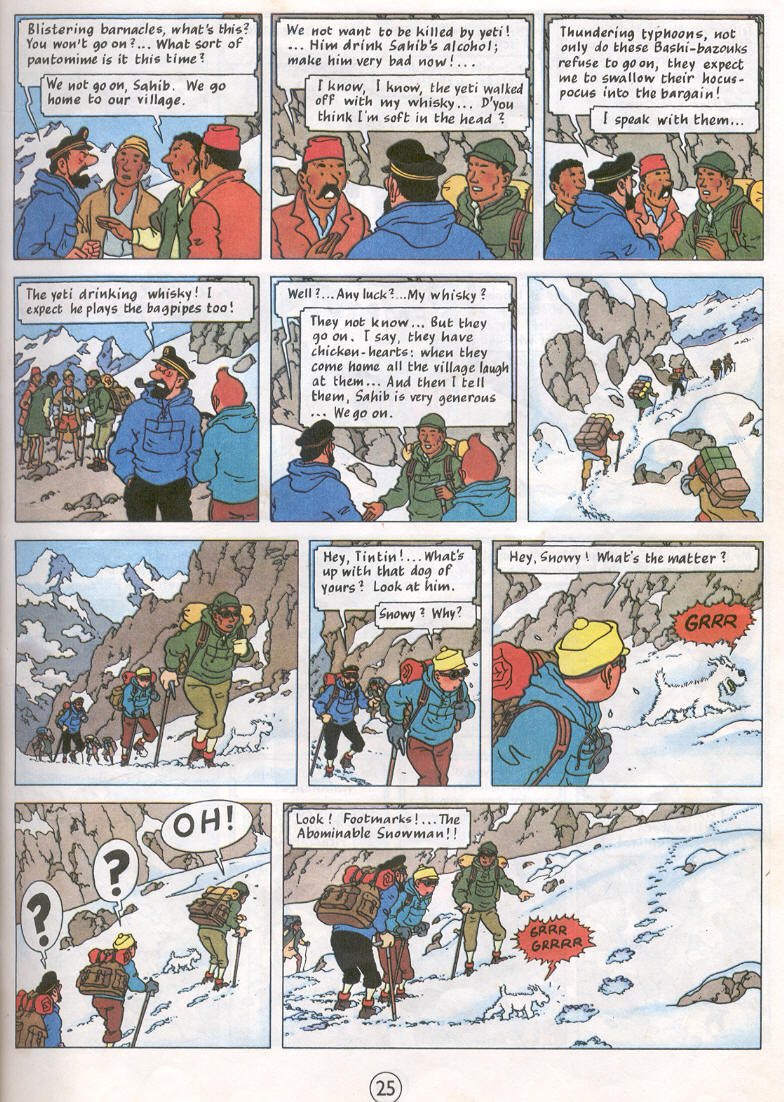 Blistering barnacles, what's this?
You won't go on?... What sort of
pantomime is it this time?
We not go on, Sahib. We go
home to our village.
We not want to be killed by yeti!
... Him drink Sahib's alcohol;
make him very bad now!...
I know, I know, the yeti walked
off with my whisky... D'you
think I'm soft in the head?
Thundering typhoons, not
only do these Bashi-bazouks
refuse to go on, they expect
me to swallow their hocus-
pocus into the bargain!
I speak with them...
The yeti drinking whisky! I
expect he plays the bagpipes too!
Well?...Any luck?...My whisky?
They not know... But they
go on. I say, they have
chicken-hearts: when they
come home all the village laugh
at them... And then I tell
them, Sahib is very generous
... We go on.
Hey, Tintin!... What's
up with that dog of
yours? Look at him.
Snowy? Why?
Hey, Snowy! What's the matter?
GRRR
?
?
OH!
Look! Footmarks!...The
Abominable Snowman!!
GRRR
GRRRR
25